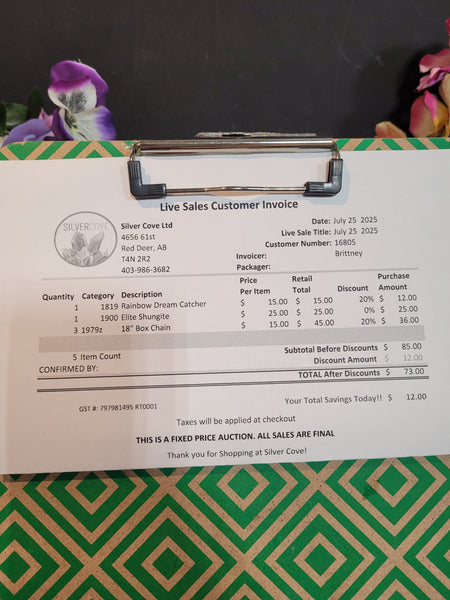 Live Sales Customer Invoice
SILVERCOVE
Silver Cove Ltd
4656 61st
Red Deer, AB
T4N 2R2
403-986-3682
Date: July 25 2025
Live Sale Title: July 25 2025
Customer Number: 16805
Invoicer: Brittney
Packager:
Quantity Category Description Price Per Item Retail Total Discount Purchase Amount
1 1819 Rainbow Dream Catcher $ 15.00 $ 15.00 20% $ 12.00
1 1900 Elite Shungite $ 25.00 $ 25.00 0% $ 25.00
3 1979z 18" Box Chain $ 15.00 $ 45.00 20% $ 36.00
5 Item Count
Subtotal Before Discounts $ 85.00
CONFIRMED BY:
Discount Amount $ 12.00
TOTAL After Discounts $ 73.00
GST #: 797981495 RT0001
Your Total Savings Today!! $ 12.00
Taxes will be applied at checkout
THIS IS A FIXED PRICE AUCTION. ALL SALES ARE FINAL
Thank you for Shopping at Silver Cove!